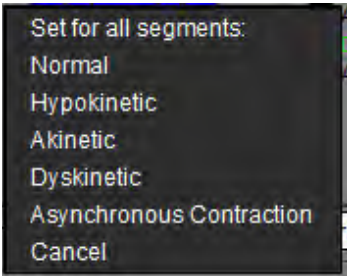 Set for all segments:
Normal
Hypokinetic
Akinetic
Dyskinetic
Asynchronous Contraction
Cancel